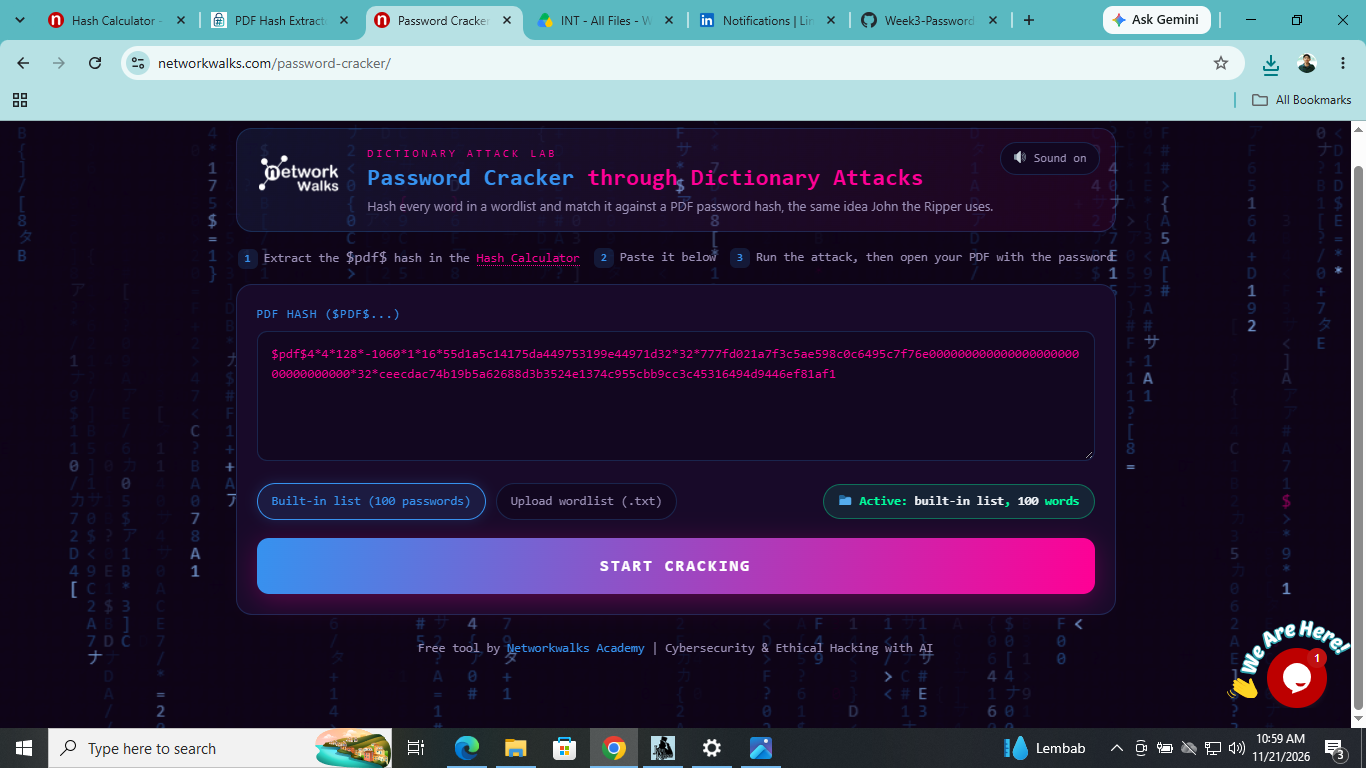 Hash Calculator -
PDF Hash Extract
Password Cracker
INT - All Files - W
Notifications | Lin
Week3-Password
Ask Gemini
networkwalks.com/password-cracker/
All Bookmarks
network
Walks
DICTIONARY ATTACK LAB
Password Cracker through Dictionary Attacks
Hash every word in a wordlist and match it against a PDF password hash, the same idea John the Ripper uses.
Sound on
1 Extract the $pdf$ hash in the Hash Calculator 2 Paste it below 3 Run the attack, then open your PDF with the password
PDF HASH ($PDF$...)
$pdf$4*4*128*-1060*1*16*55d1a5c14175da449753199e44971d32*32*777fd021a7f3c5ae598c0c6495c7f76e0000000000000000000
0000000000000*32*ceecdac74b19b5a62688d3b3524e1374c955cbb9cc3c45316494d9446ef81af1
Built-in list (100 passwords)
Upload wordlist (.txt)
Active: built-in list, 100 words
START CRACKING
Free tool by Networkwalks Academy | Cybersecurity & Ethical Hacking with AI
We Are Here!
1
Type here to search
Lembab
10:59 AM
11/21/2026
3